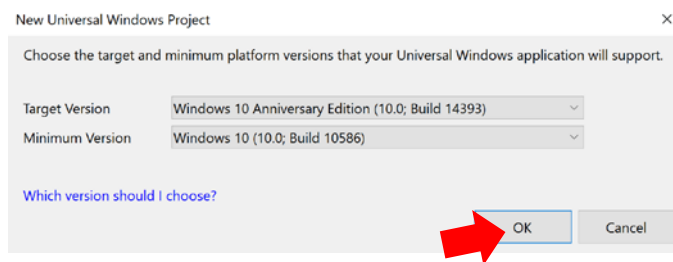 New Universal Windows Project
Choose the target and minimum platform versions that your Universal Windows application will support.
Target Version Windows 10 Anniversary Edition (10.0; Build 14393)
Minimum Version Windows 10 (10.0; Build 10586)
Which version should I choose?
OK Cancel